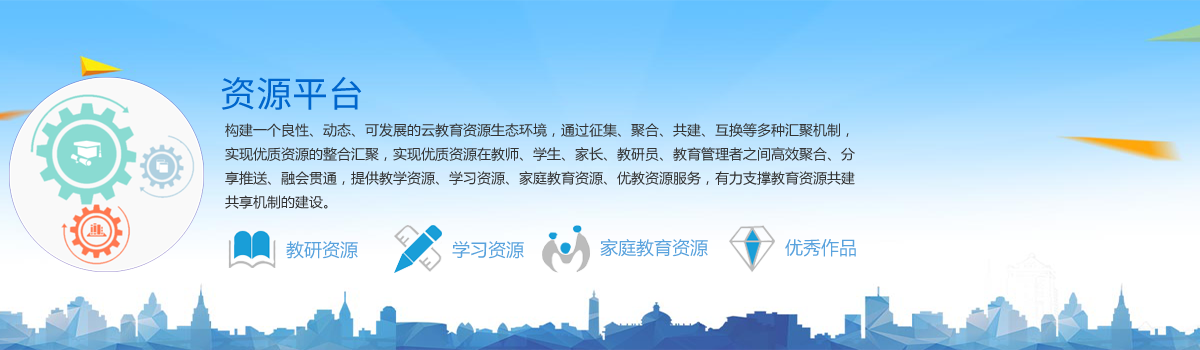 资源平台
构建一个良性、动态、可发展的云教育资源生态环境，通过征集、聚合、共建、互换等多种汇聚机制，
实现优质资源的整合汇聚，实现优质资源在教师、学生、家长、教研员、教育管理者之间高效聚合、分
享推送、融会贯通，提供教学资源、学习资源、家庭教育资源、优教资源服务，有力支撑教育资源共建
共享机制的建设。
教研资源 学习资源 家庭教育资源 优秀作品